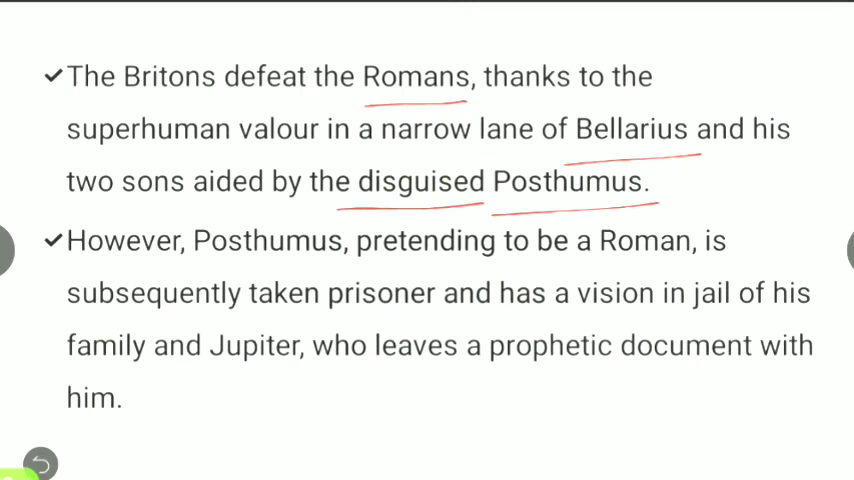 The Britons defeat the Romans, thanks to the
superhuman valour in a narrow lane of Bellarius and his
two sons aided by the disguised Posthumus.
However, Posthumus, pretending to be a Roman, is
subsequently taken prisoner and has a vision in jail of his
family and Jupiter, who leaves a prophetic document with
him.